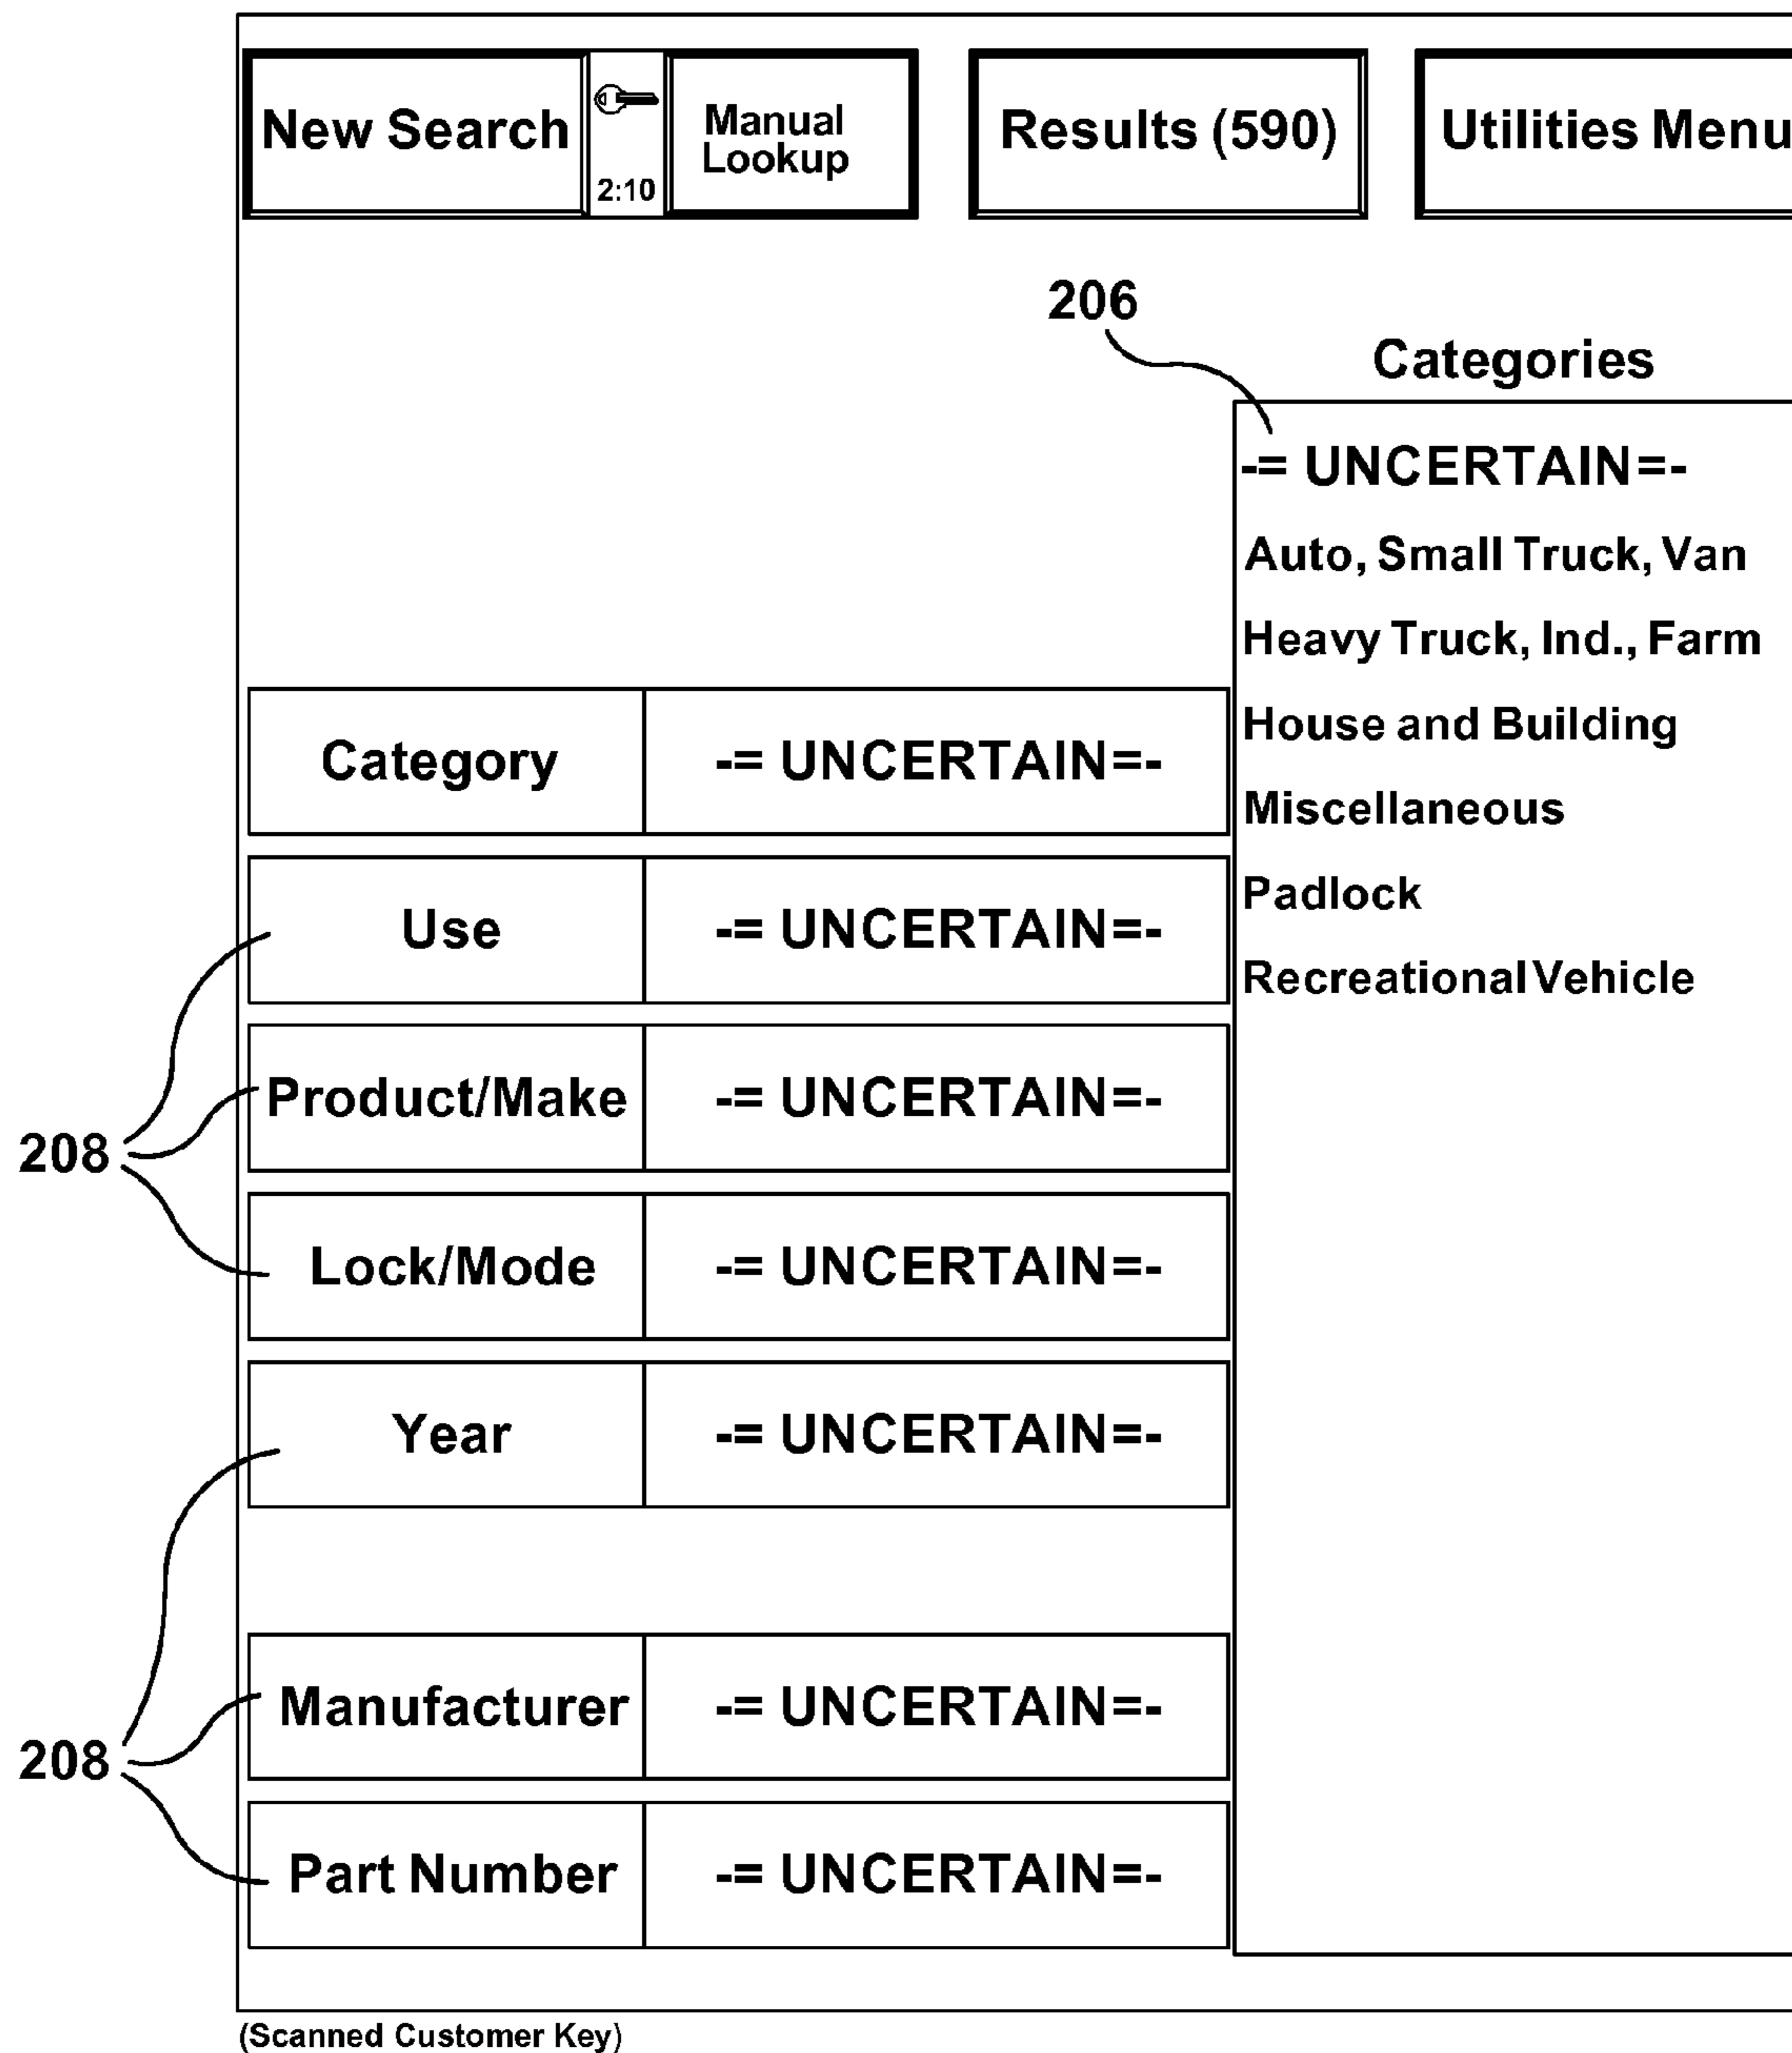 New Search
2:10
Manual
Lookup
Results (590)
Utilities Menu
206
Categories
-= UNCERTAIN=-
Auto, Small Truck, Van
Heavy Truck, Ind., Farm
House and Building
Miscellaneous
Padlock
Recreational Vehicle
Category -= UNCERTAIN=-
Use -= UNCERTAIN=-
Product/Make -= UNCERTAIN=-
208
Lock/Mode -= UNCERTAIN=-
Year -= UNCERTAIN=-
Manufacturer -= UNCERTAIN=-
208
Part Number -= UNCERTAIN=-
(Scanned Customer Key)